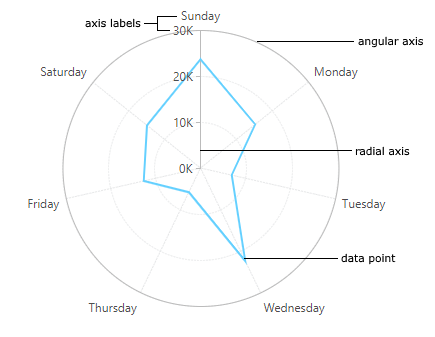 Sunday
axis labels
30K
angular axis
Saturday
20K
Monday
10K
radial axis
0K
Friday
Tuesday
data point
Thursday
Wednesday